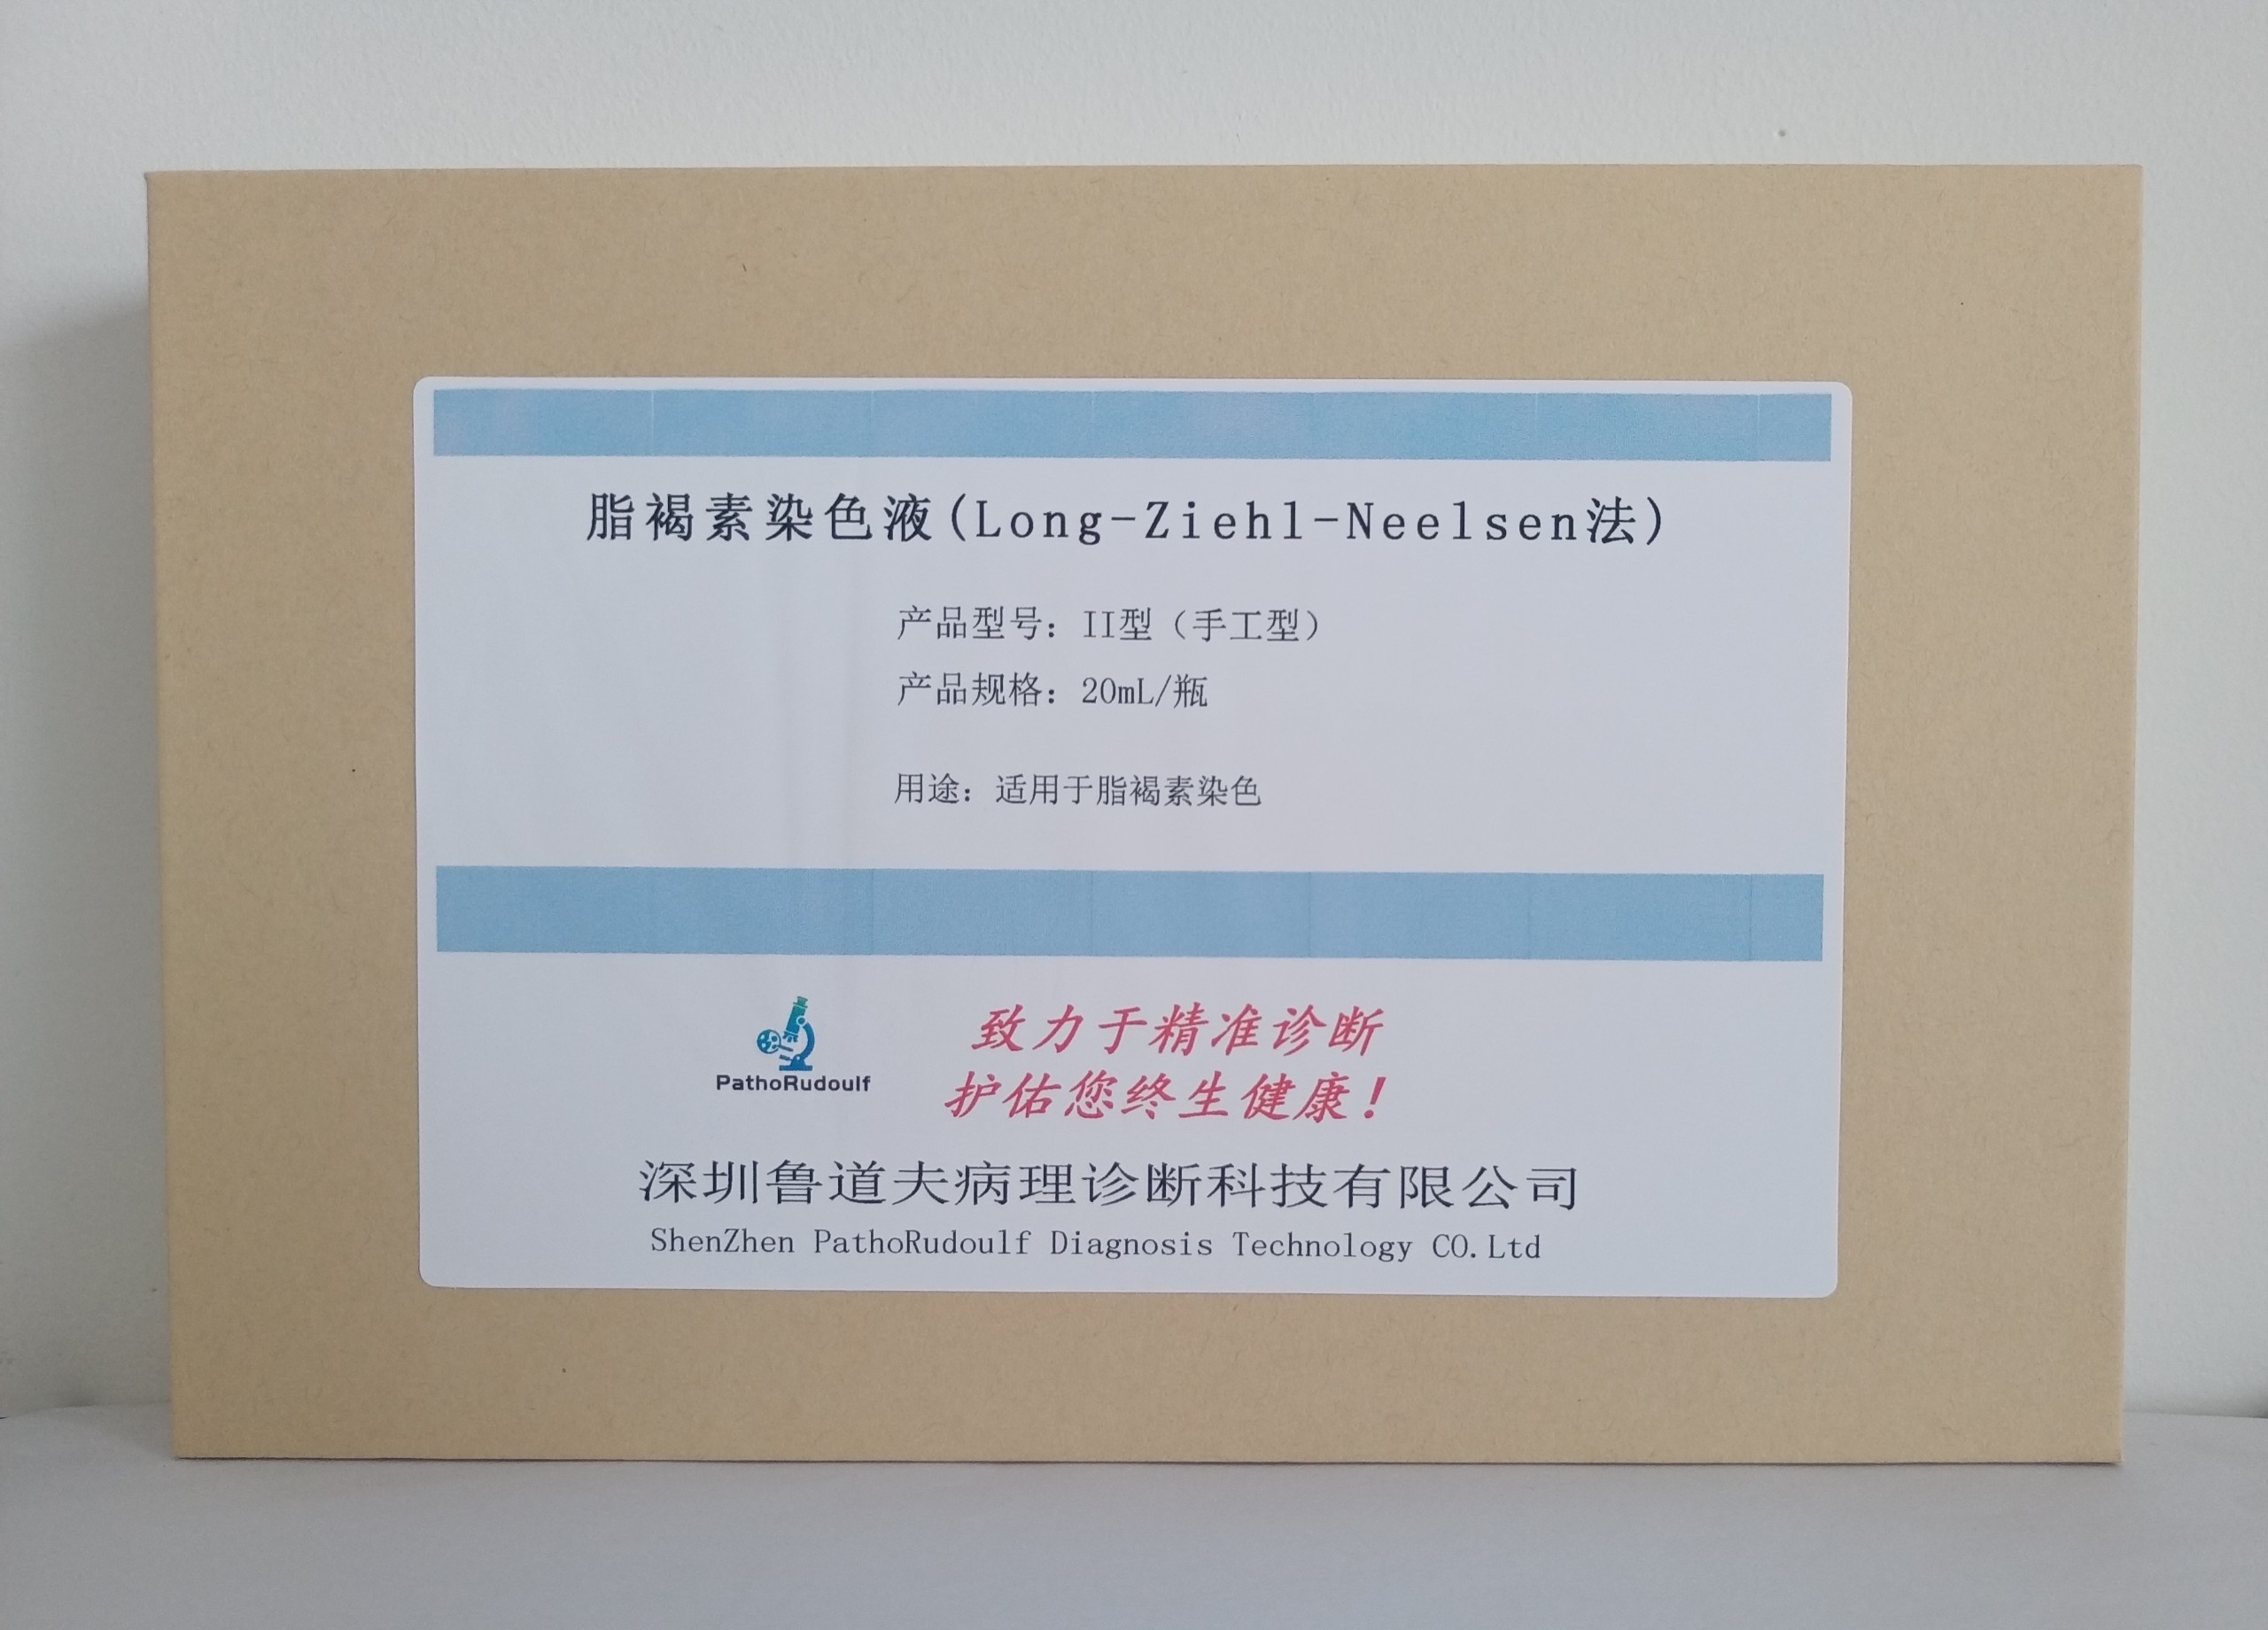 脂褐素染色液(Long-Ziehl-Neelsen法)
产品型号：II型（手工型）
产品规格：20mL/瓶
用途：适用于脂褐素染色
PathoRudoulf
致力于精准诊断
护佑您终生健康！
深圳鲁道夫病理诊断科技有限公司
ShenZhen PathoRudoulf Diagnosis Technology CO.Ltd